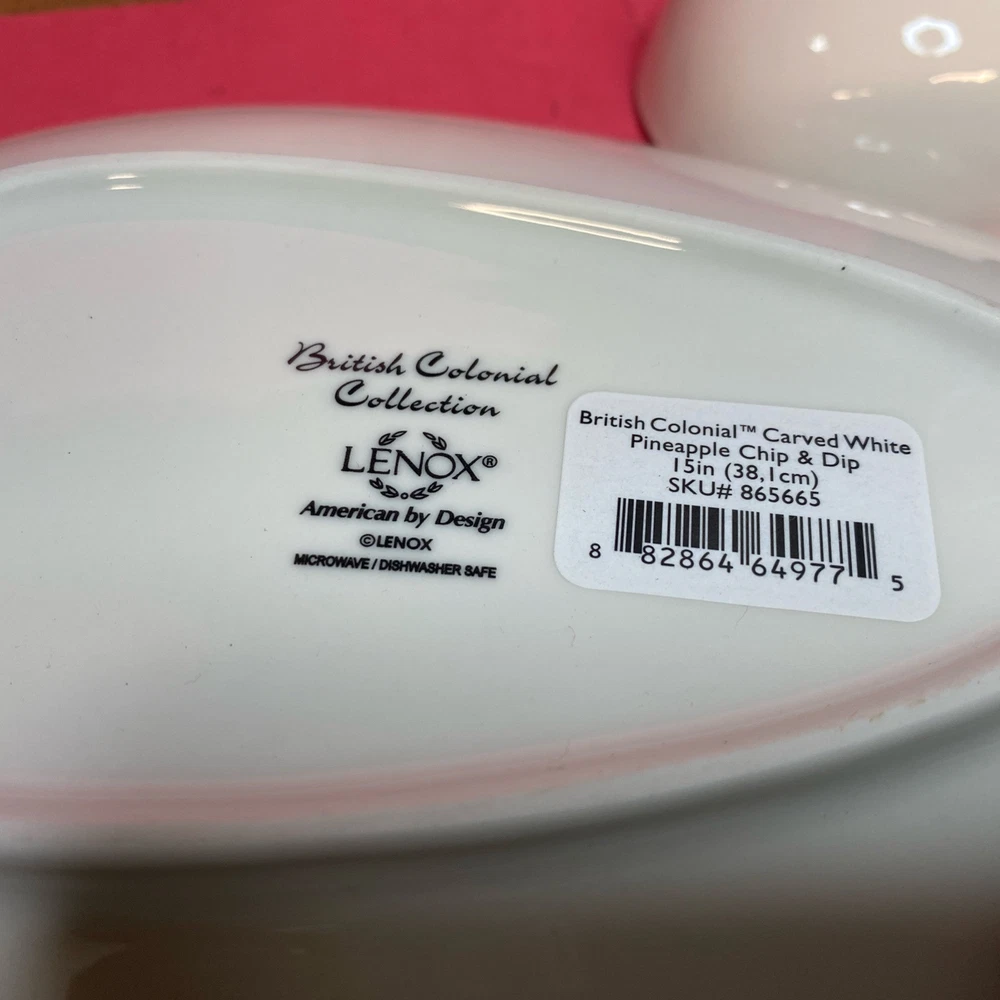 British Colonial
Collection
LENOX®
American by Design
©LENOX
MICROWAVE / DISHWASHER SAFE
British Colonial™ Carved White
Pineapple Chip & Dip
15in (38,1cm)
SKU# 865665
8 82864 64977 5